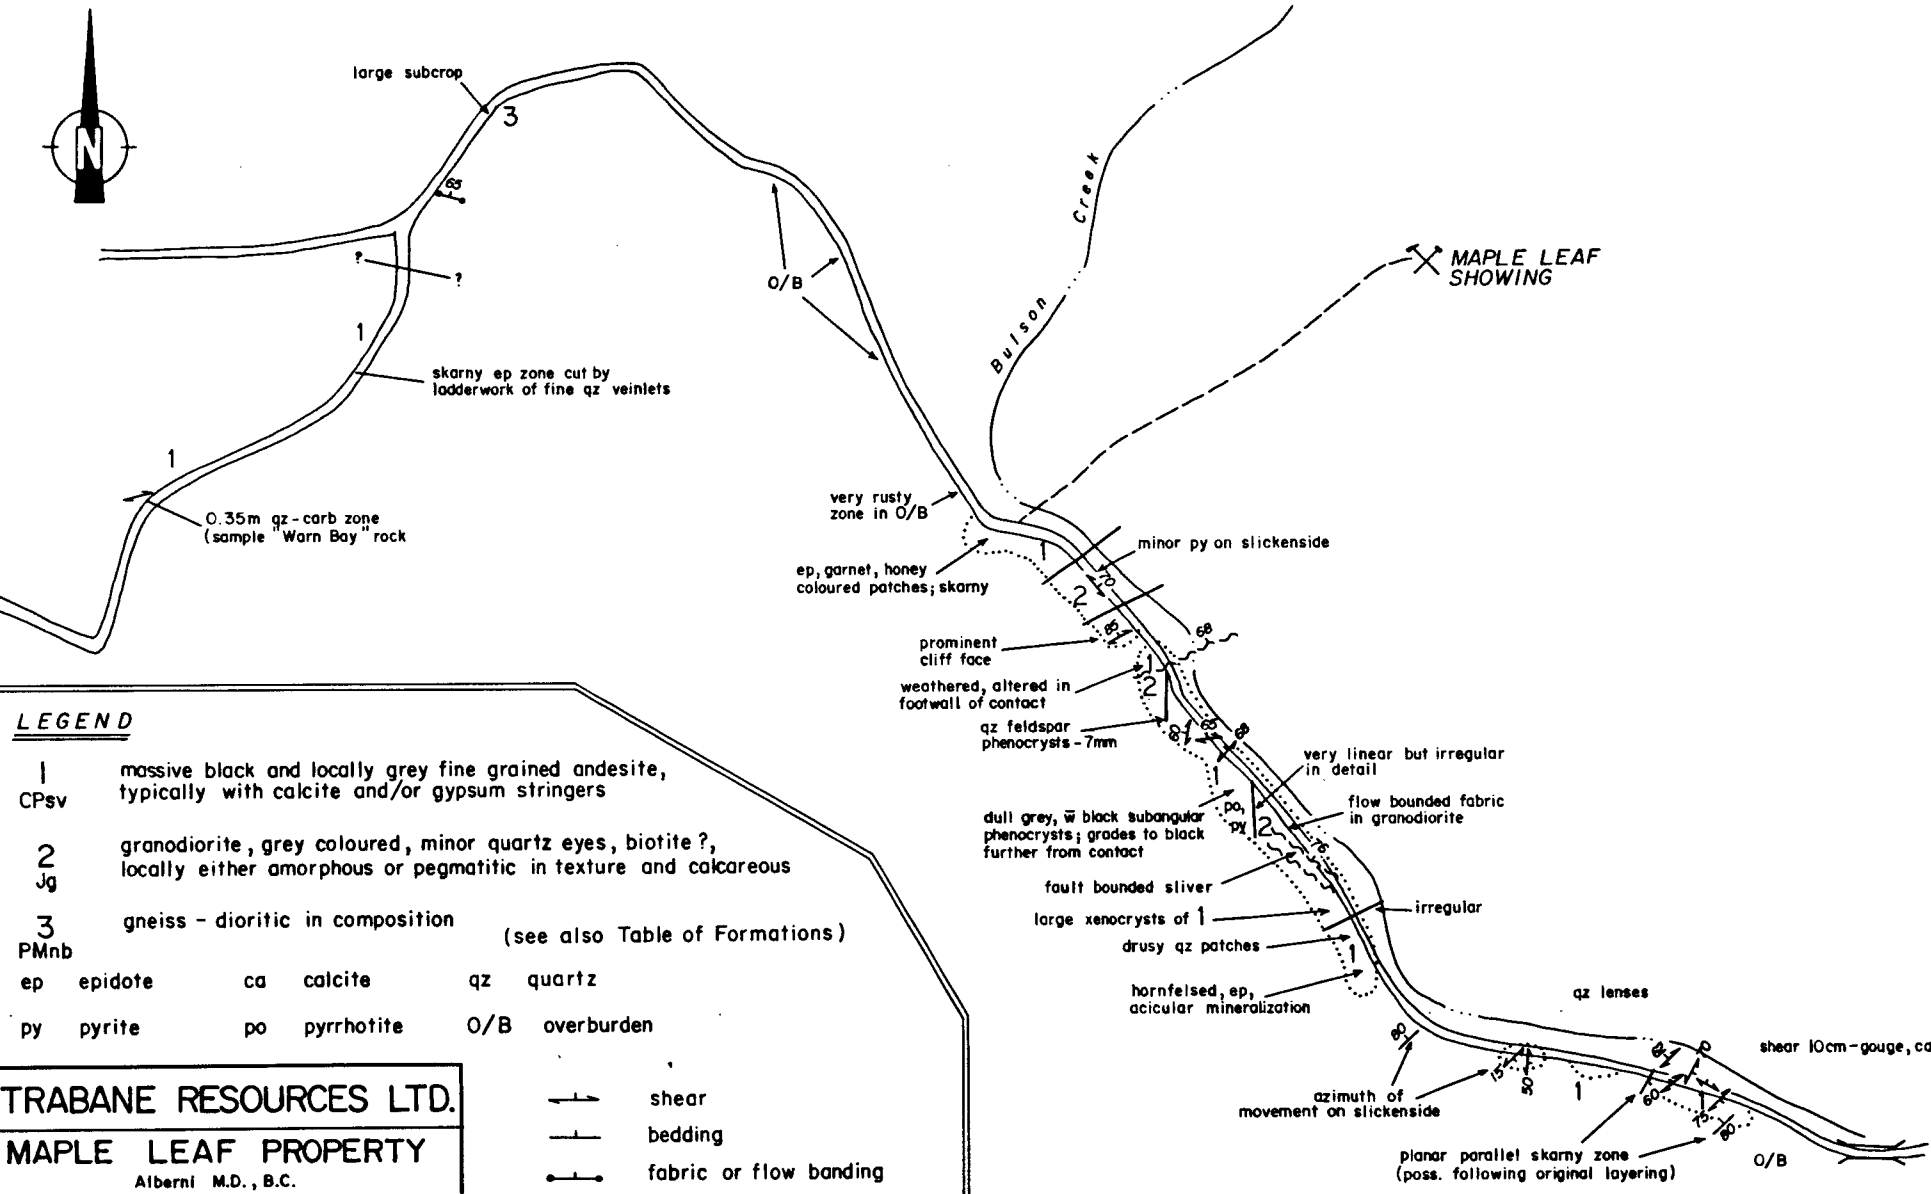 N
large subcrop
3
65
?
?
1
skarny ep zone cut by
ladderwork of fine qz veinlets
1
0.35m qz-carb zone
(sample "Warn Bay" rock
O/B
Bulson Creek
MAPLE LEAF
SHOWING
very rusty
zone in O/B
minor py on slickenside
ep, garnet, honey
coloured patches; skarny
1
70
2
85
68
prominent
cliff face
1
weathered, altered in
footwall of contact
2
qz feldspar
phenocrysts-7mm
60
65
68
very linear but irregular
in detail
1
po,
py
2
flow bounded fabric
in granodiorite
dull grey, w̅ black subangular
phenocrysts; grades to black
further from contact
76
fault bounded sliver
large xenocrysts of 1
irregular
drusy qz patches
1
hornfelsed, ep,
acicular mineralization
qz lenses
80
shear 10cm-gouge, ca
15
50
1
70
60
75
80
azimuth of
movement on slickenside
planar parallel skarny zone
(poss. following original layering)
O/B
LEGEND
1
CPsv
massive black and locally grey fine grained andesite,
typically with calcite and/or gypsum stringers
2
Jg
granodiorite, grey coloured, minor quartz eyes, biotite ?,
locally either amorphous or pegmatitic in texture and calcareous
3
PMnb
gneiss - dioritic in composition
(see also Table of Formations)
ep epidote ca calcite qz quartz
py pyrite po pyrrhotite O/B overburden
shear
bedding
fabric or flow banding
TRABANE RESOURCES LTD.
MAPLE LEAF PROPERTY
Alberni M.D., B.C.